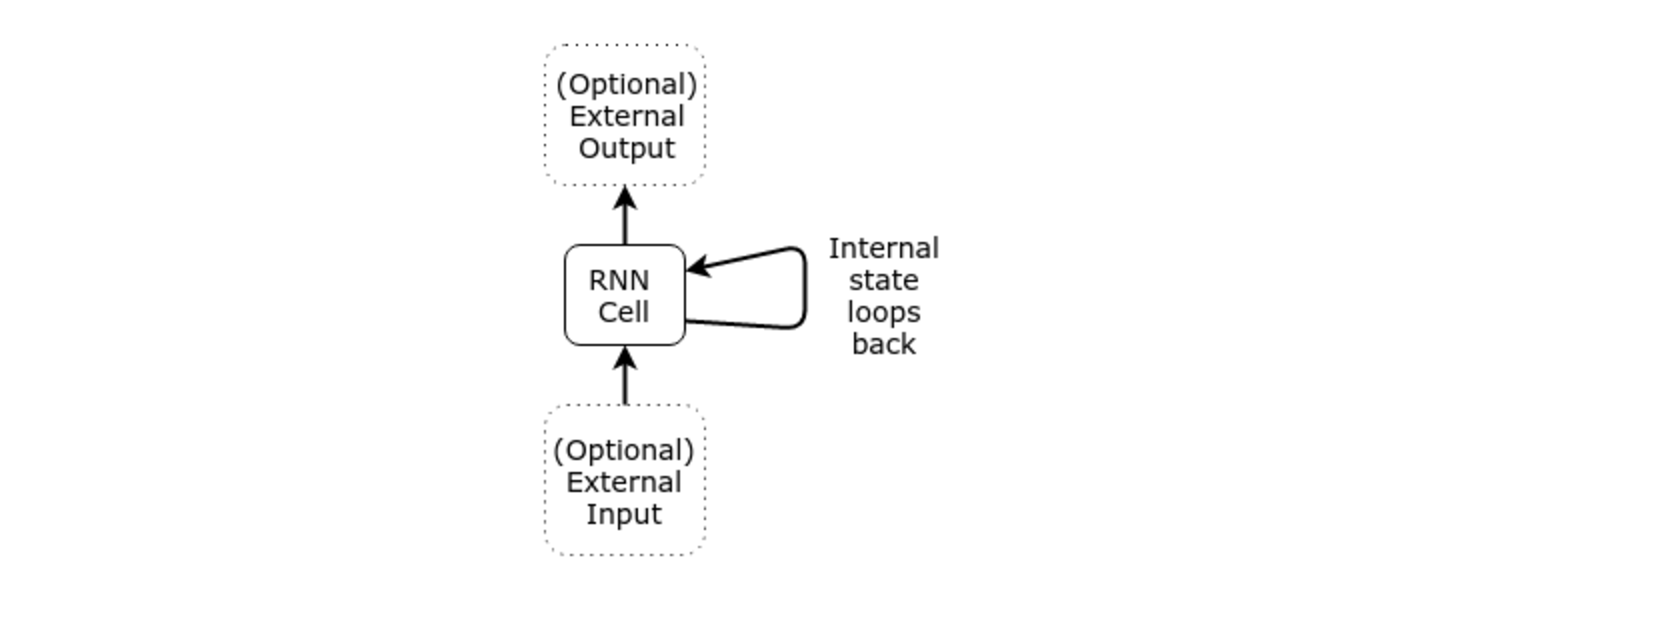 (Optional)
External
Output
RNN
Cell
Internal
state
loops
back
(Optional)
External
Input